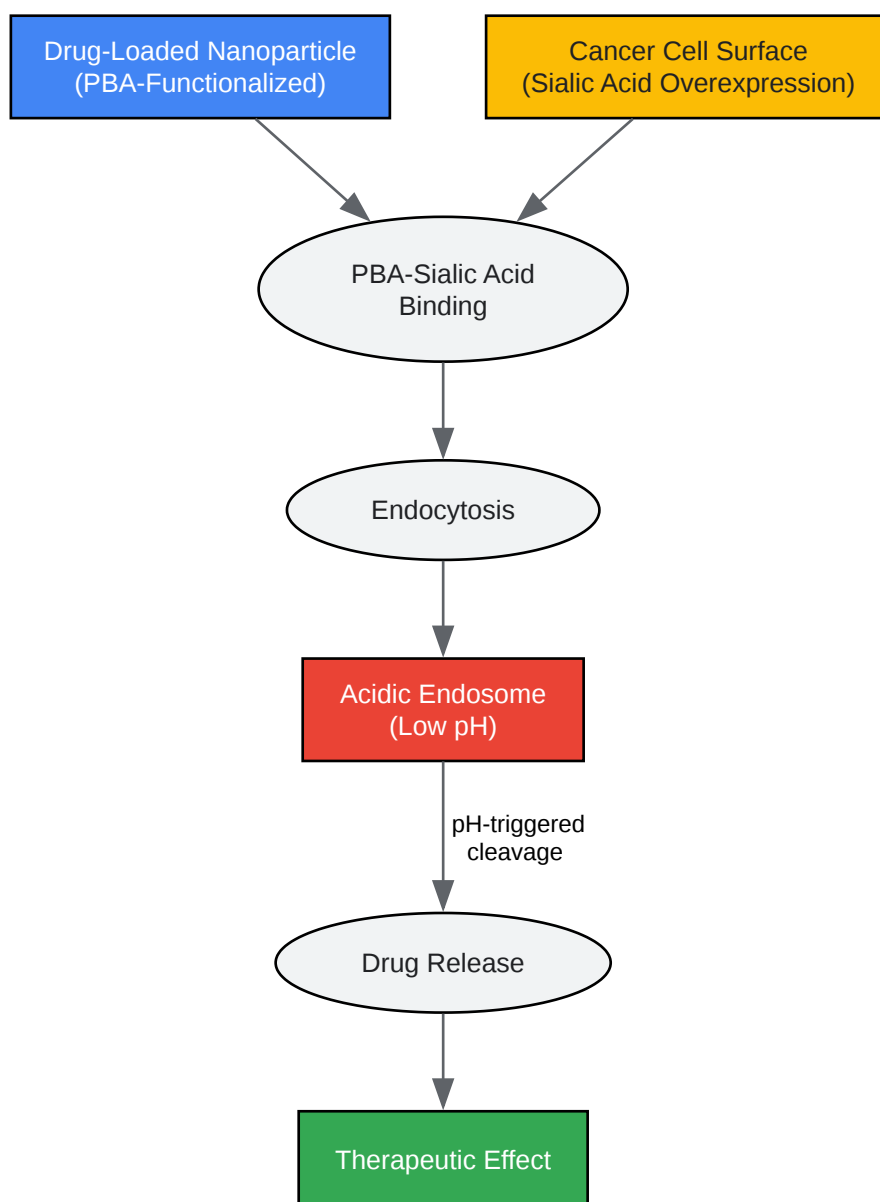 Drug-Loaded Nanoparticle
(PBA-Functionalized)
Cancer Cell Surface
(Sialic Acid Overexpression)
PBA-Sialic Acid
Binding
Endocytosis
Acidic Endosome
(Low pH)
pH-triggered
cleavage
Drug Release
Therapeutic Effect